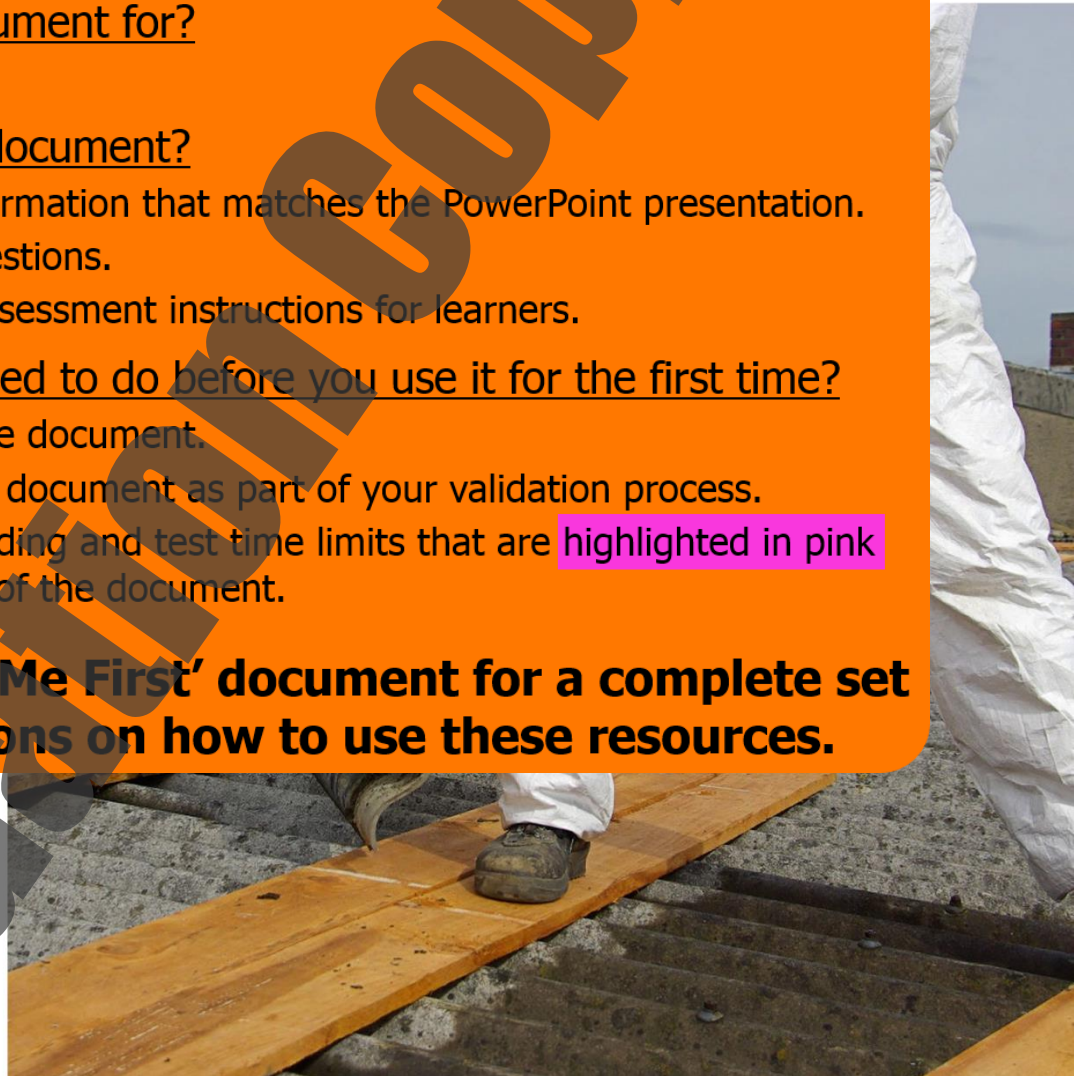 ument for?
document?
rmation that matches the PowerPoint presentation.
estions.
sessment instructions for learners.
ed to do before you use it for the first time?
e document.
document as part of your validation process.
ding and test time limits that are highlighted in pink
of the document.
Me First’ document for a complete set
ons on how to use these resources.
ation cop